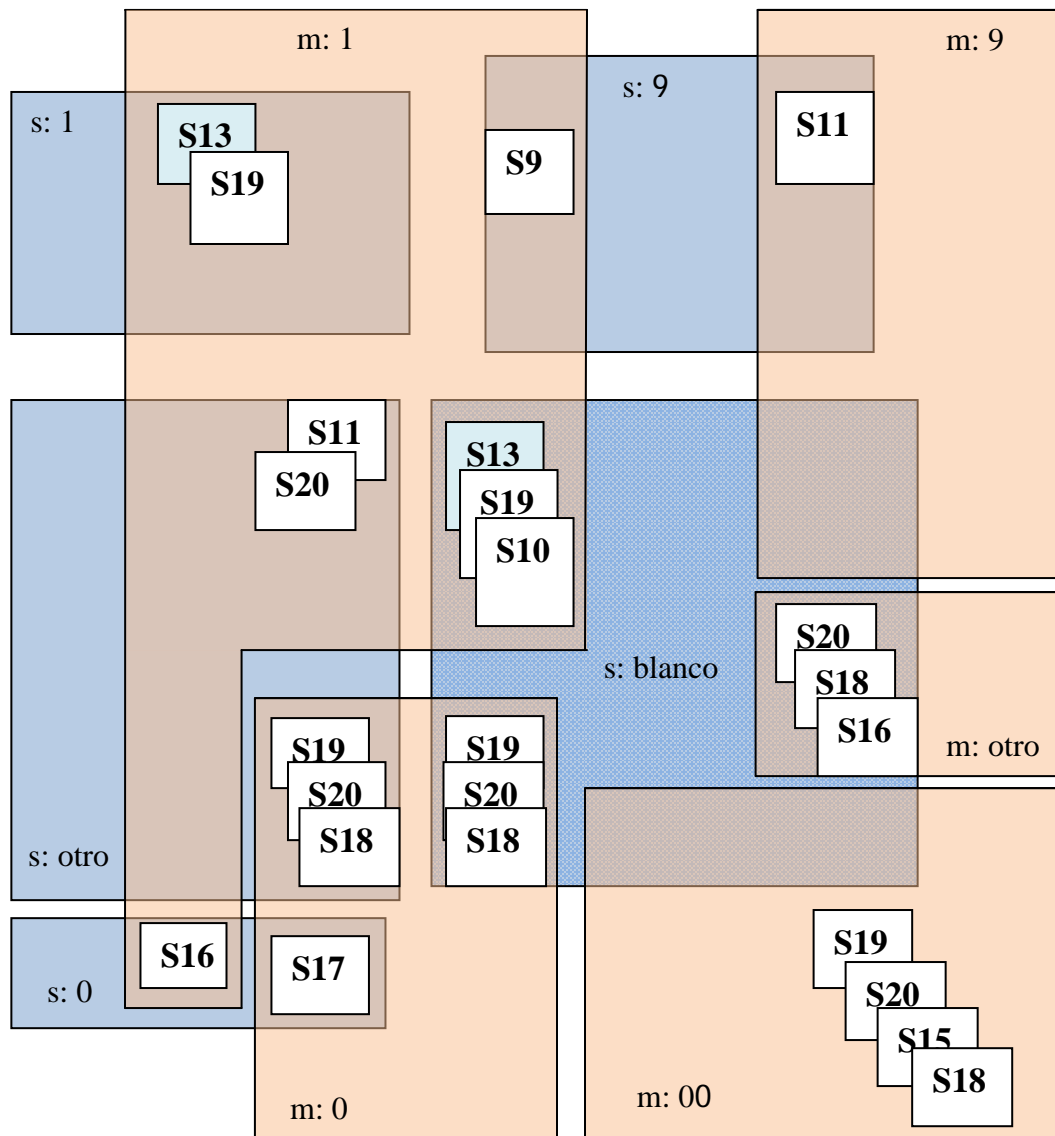 m: 1
m: 9
s: 9
s: 1
S13
S11
S9
S19
S11
S13
S20
S19
S10
S20
s: blanco
S18
S16
S19
S19
m: otro
S20
S20
S18
S18
s: otro
S19
S16
S17
s: 0
S20
S15
S18
m: 0
m: 00